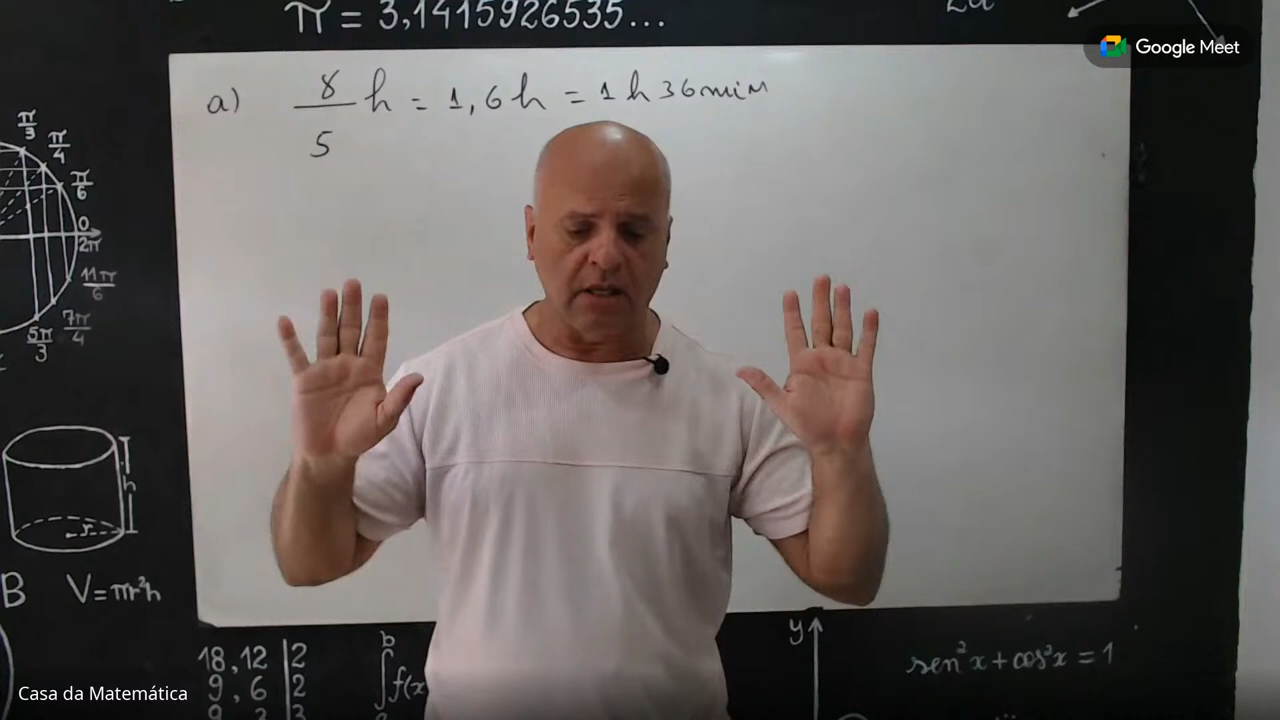 π = 3,1415926535...
2a
Google Meet
a) 8/5 h = 1,6 h = 1 h 36 min
π/3
π/4
π/6
0
2π
11π/6
7π/4
5π/3
h
r
B V=πr²h
18,12 | 2
9, 6 | 2
b
∫f(x
y
sen²x + cos²x = 1
Casa da Matemática